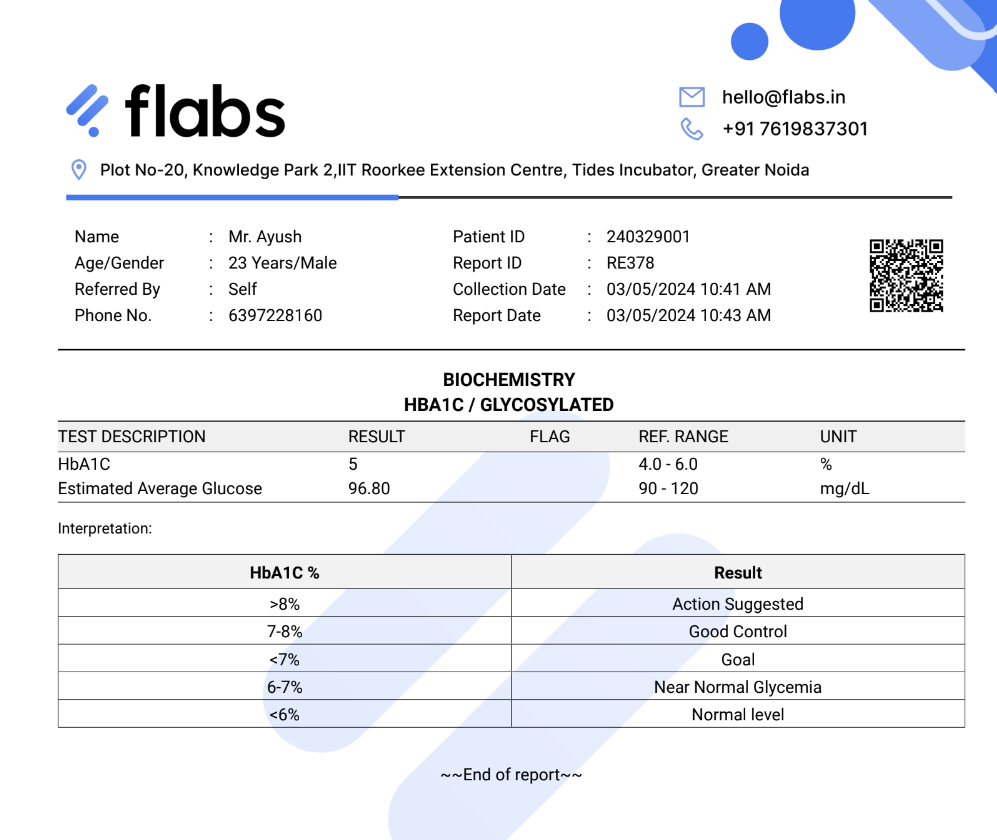 flabs
hello@flabs.in
+91 7619837301
Plot No-20, Knowledge Park 2,IIT Roorkee Extension Centre, Tides Incubator, Greater Noida
Name : Mr. Ayush Patient ID : 240329001
Age/Gender : 23 Years/Male Report ID : RE378
Referred By : Self Collection Date : 03/05/2024 10:41 AM
Phone No. : 6397228160 Report Date : 03/05/2024 10:43 AM
BIOCHEMISTRY
HBA1C / GLYCOSYLATED
TEST DESCRIPTION RESULT FLAG REF. RANGE UNIT
HbA1C 5 4.0 - 6.0 %
Estimated Average Glucose 96.80 90 - 120 mg/dL
Interpretation:
HbA1C % Result
>8% Action Suggested
7-8% Good Control
<7% Goal
6-7% Near Normal Glycemia
<6% Normal level
~~End of report~~